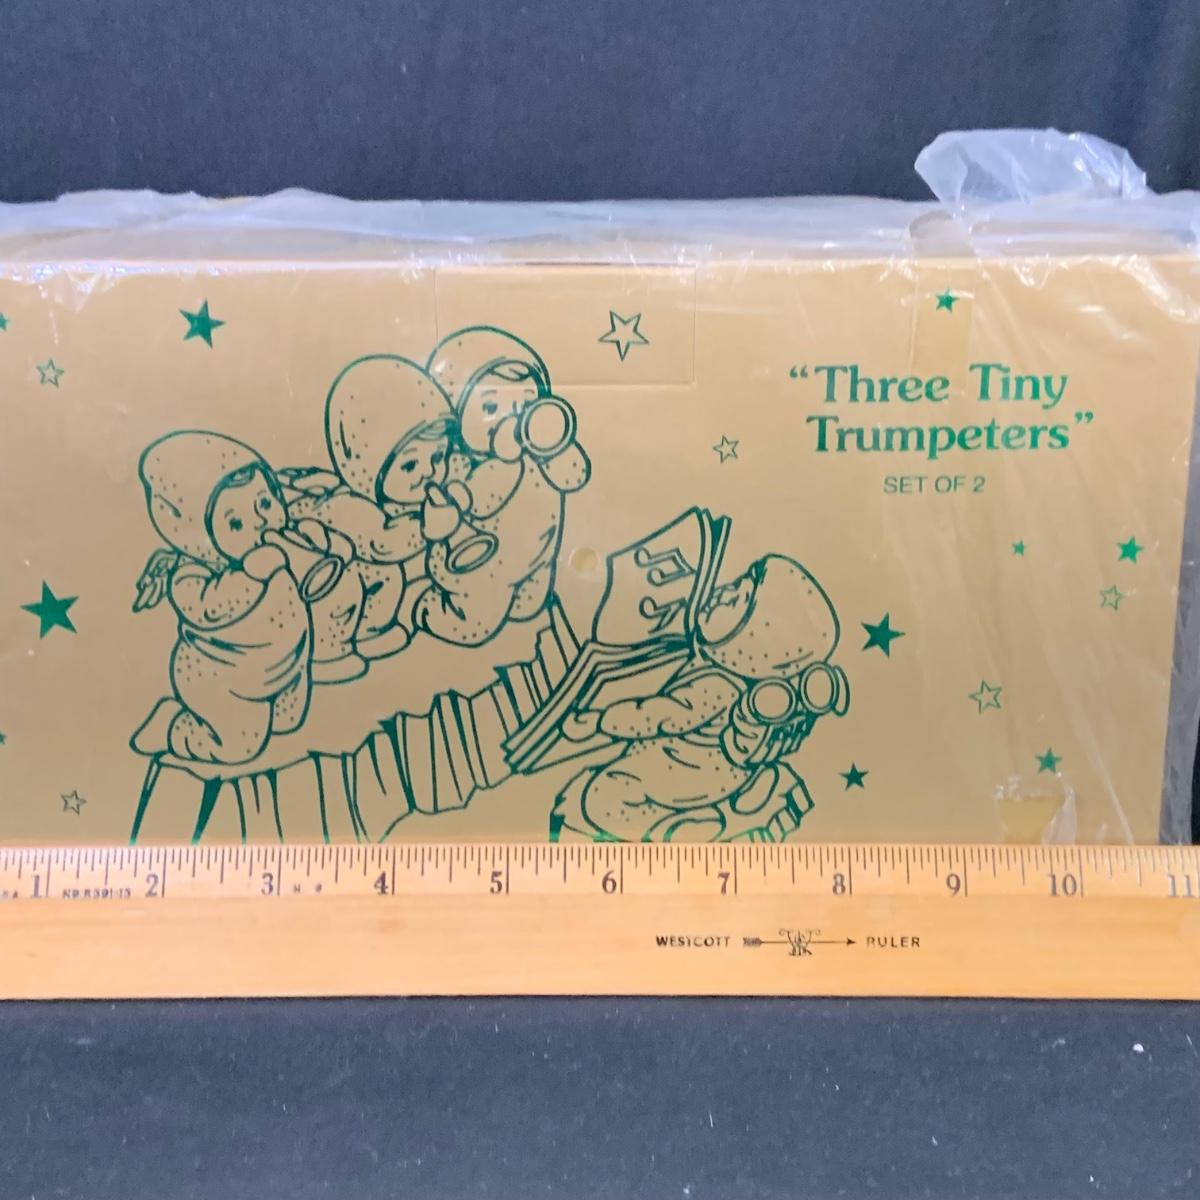 “Three Tiny
Trumpeters”
SET OF 2
1 2 3 4 5 6 7 8 9 10 11
WESTCOTT RULER